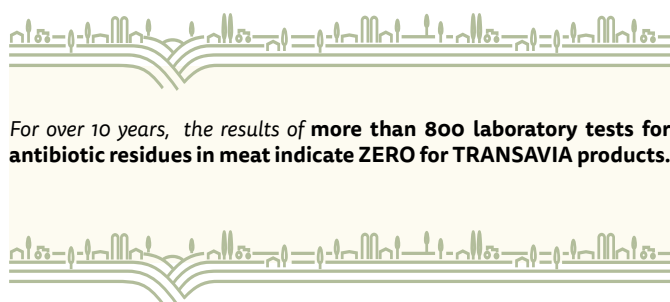 For over 10 years, the results of more than 800 laboratory tests for
antibiotic residues in meat indicate ZERO for TRANSAVIA products.